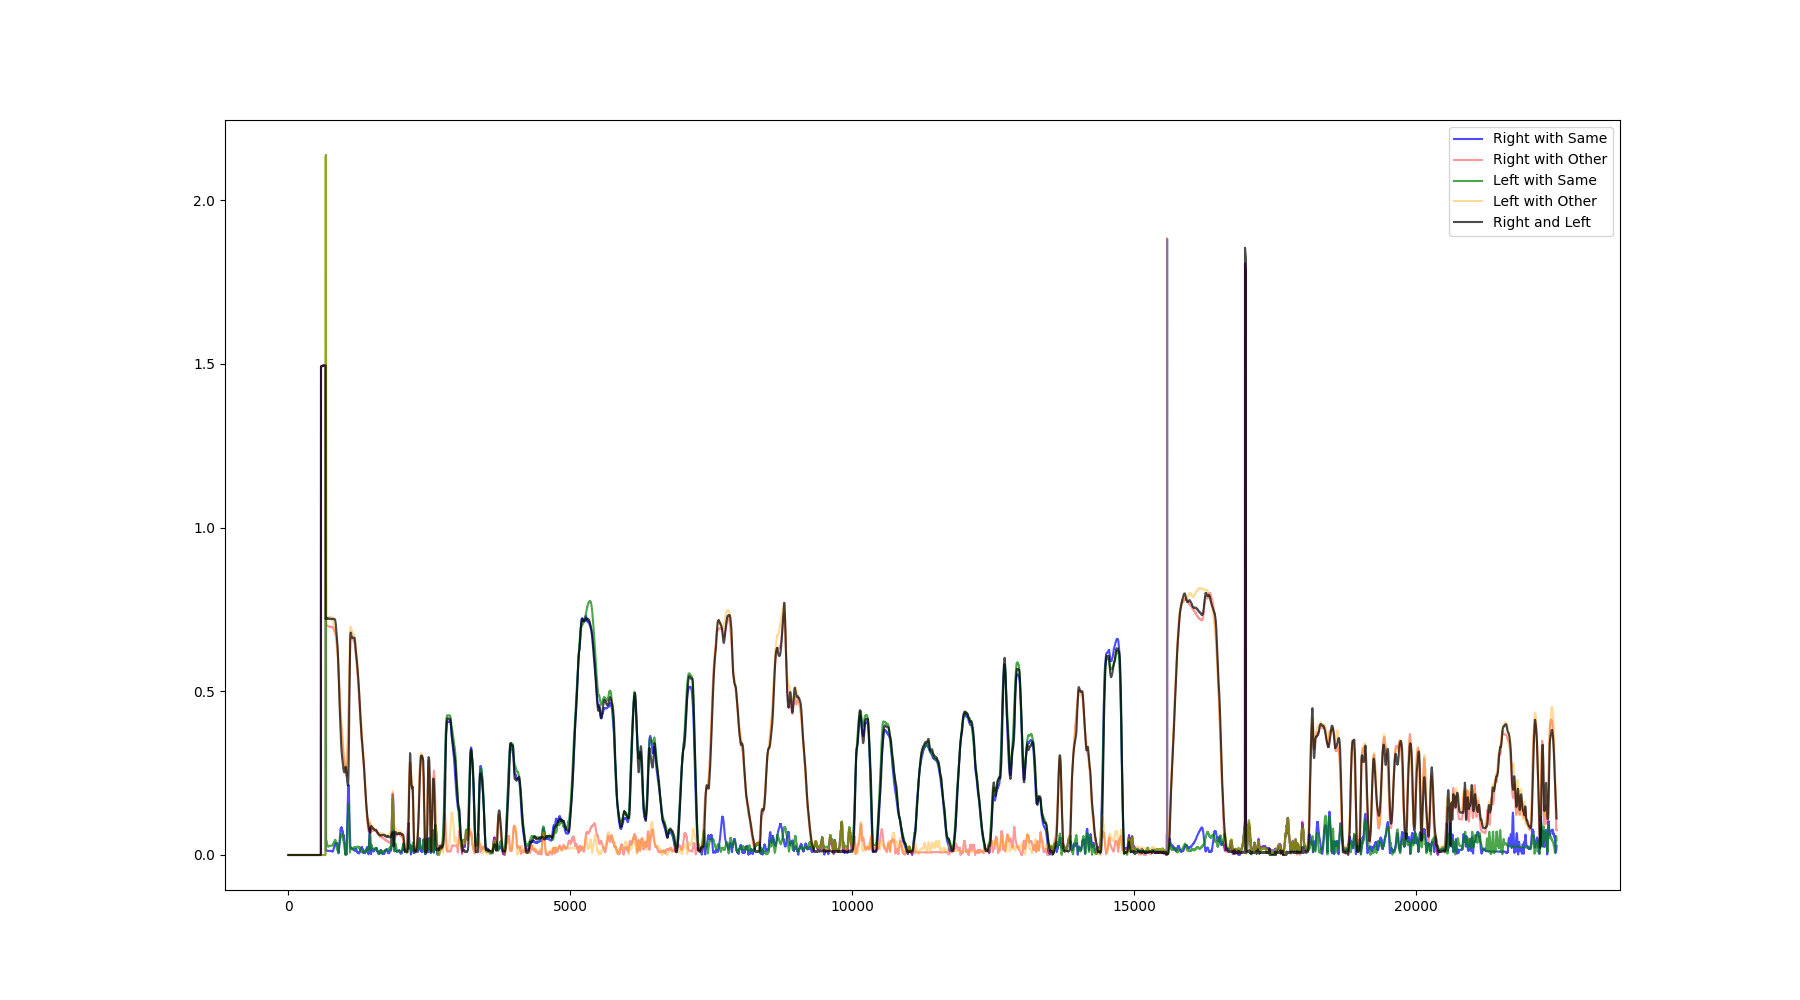 Right with Same
Right with Other
Left with Same
Left with Other
Right and Left
2.0
1.5
1.0
0.5
0.0
0 5000 10000 15000 20000